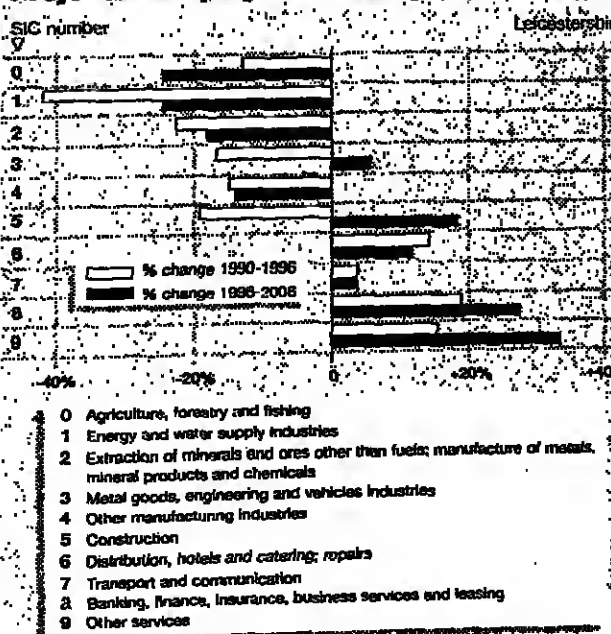 SIC number
Leicestershir
0
1
2
3
4
5
6
7
8
9
% change 1990-1996
% change 1996-2006
-40%
-20%
0
+20%
+40
0 Agriculture, forestry and fishing
1 Energy and water supply industries
2 Extraction of minerals and ores other than fuels; manufacture of metals,
mineral products and chemicals
3 Metal goods, engineering and vehicles industries
4 Other manufacturing industries
5 Construction
6 Distribution, hotels and catering; repairs
7 Transport and communication
8 Banking, finance, insurance, business services and leasing
9 Other services